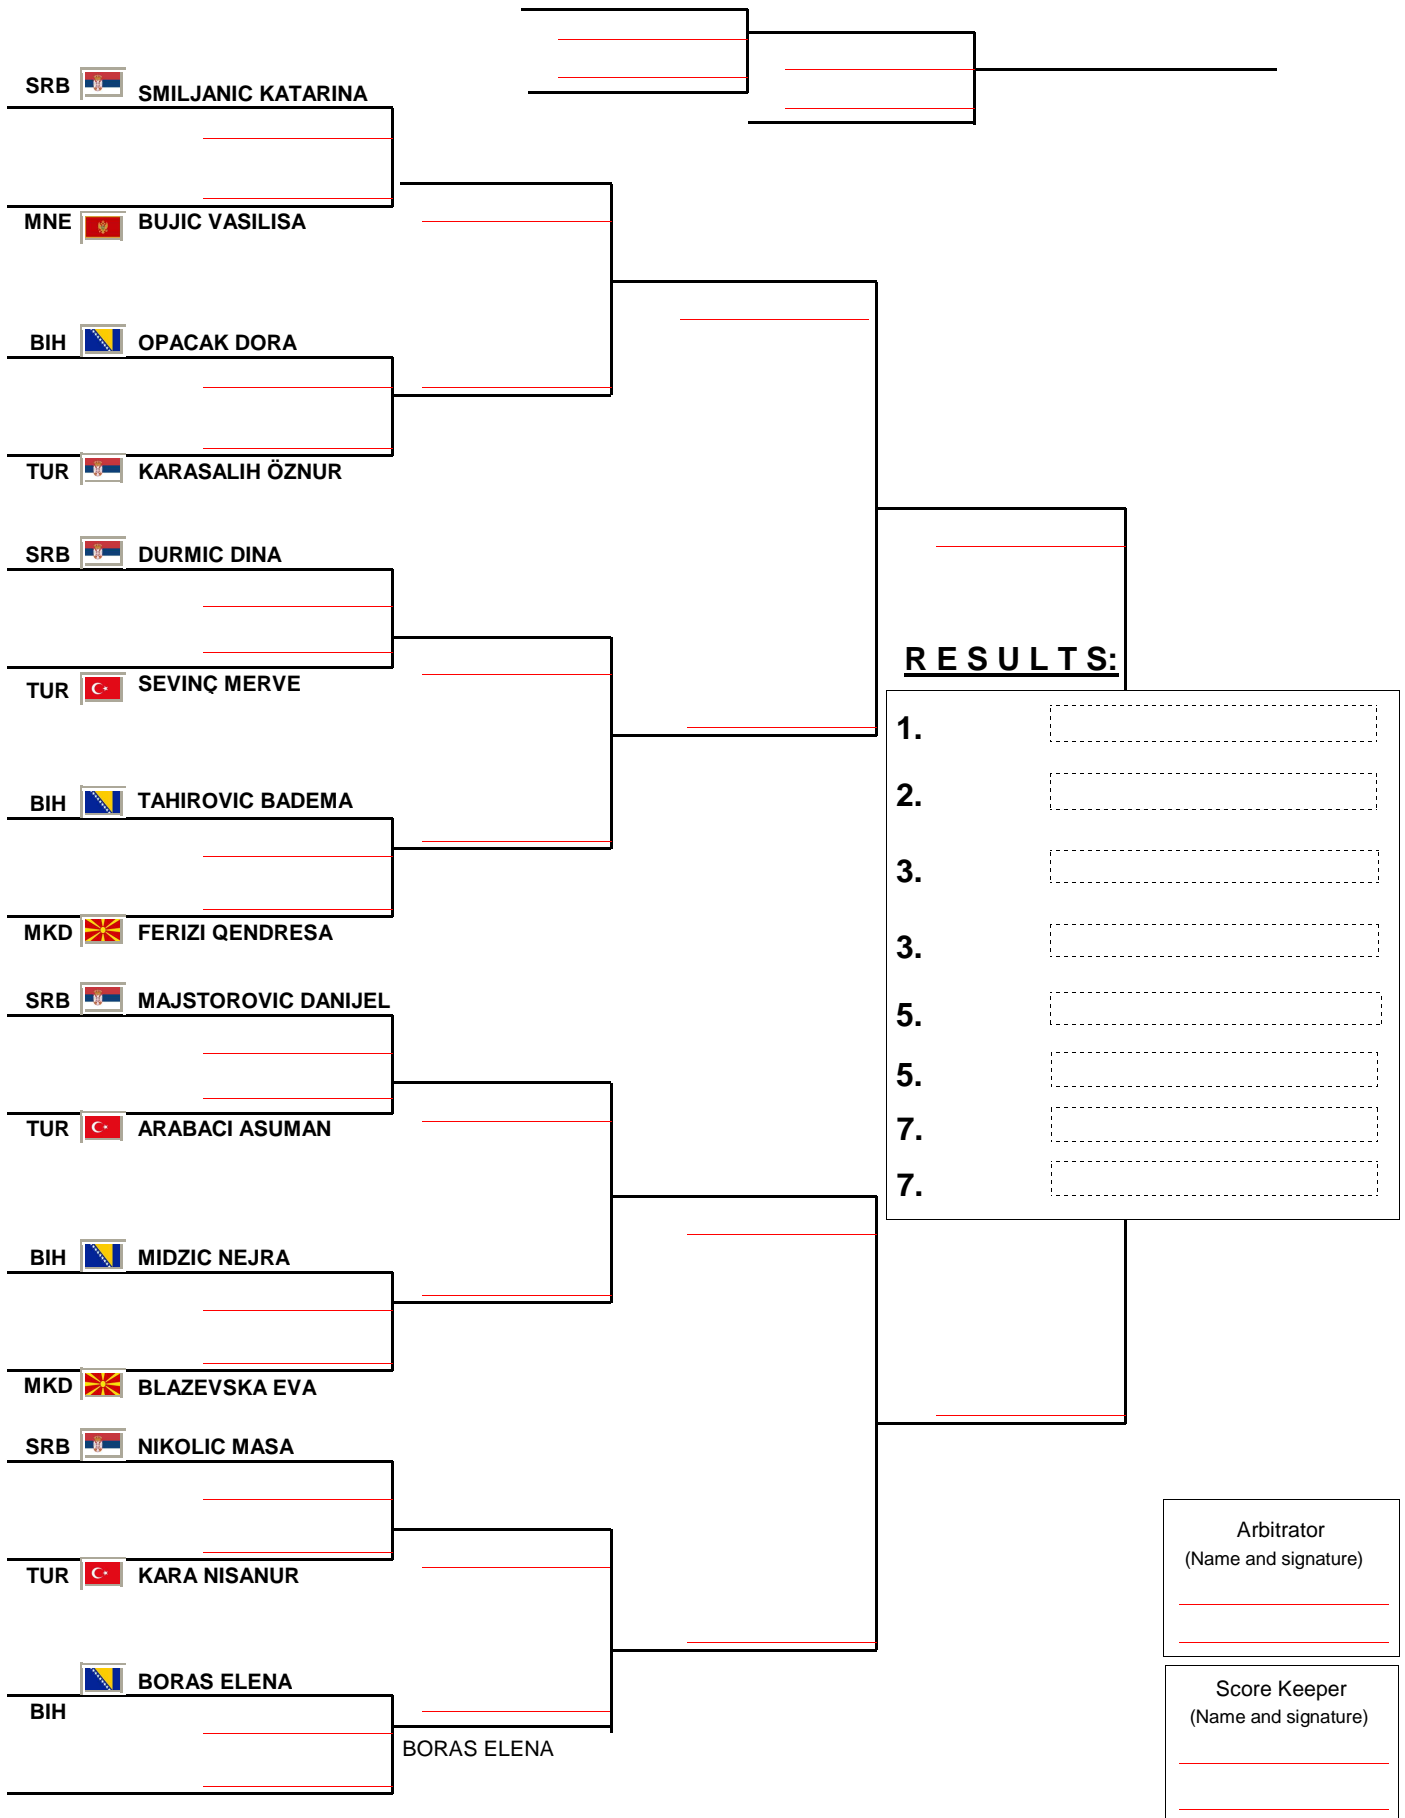 SRB SMILJANIC KATARINA
MNE BUJIC VASILISA
BIH OPACAK DORA
TUR KARASALIH ÖZNUR
SRB DURMIC DINA
TUR SEVINÇ MERVE
BIH TAHIROVIC BADEMA
MKD FERIZI QENDRESA
SRB MAJSTOROVIC DANIJEL
TUR ARABACI ASUMAN
BIH MIDZIC NEJRA
MKD BLAZEVSKA EVA
SRB NIKOLIC MASA
TUR KARA NISANUR
BORAS ELENA
BIH
BORAS ELENA
R E S U L T S:
1.
2.
3.
3.
5.
5.
7.
7.
Arbitrator
(Name and signature)
Score Keeper
(Name and signature)